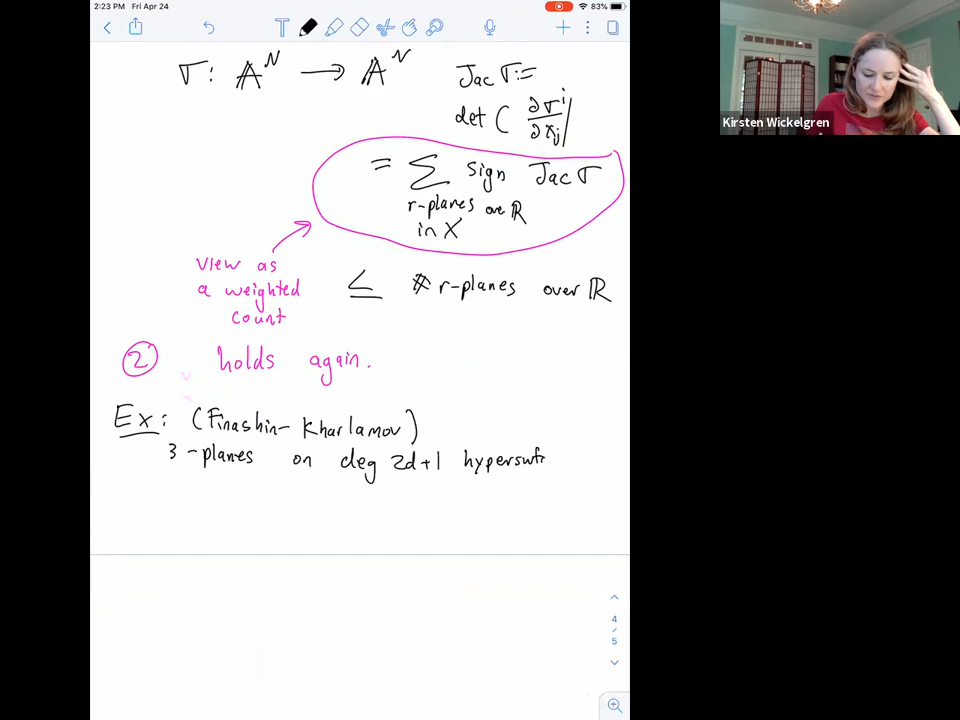 2:23 PM Fri Apr 24
83%
σ: 𝔸^N → 𝔸^N
Jac σ :=
det ( ∂σ^i / ∂x_j )
= Σ sign Jac σ
r-planes over ℝ
in X
view as
a weighted
count
≤ # r-planes over ℝ
② holds again.
Ex: (Finashin-Kharlamov)
3-planes on deg 2d+1 hypersurf
4
/
5
Kirsten Wickelgren